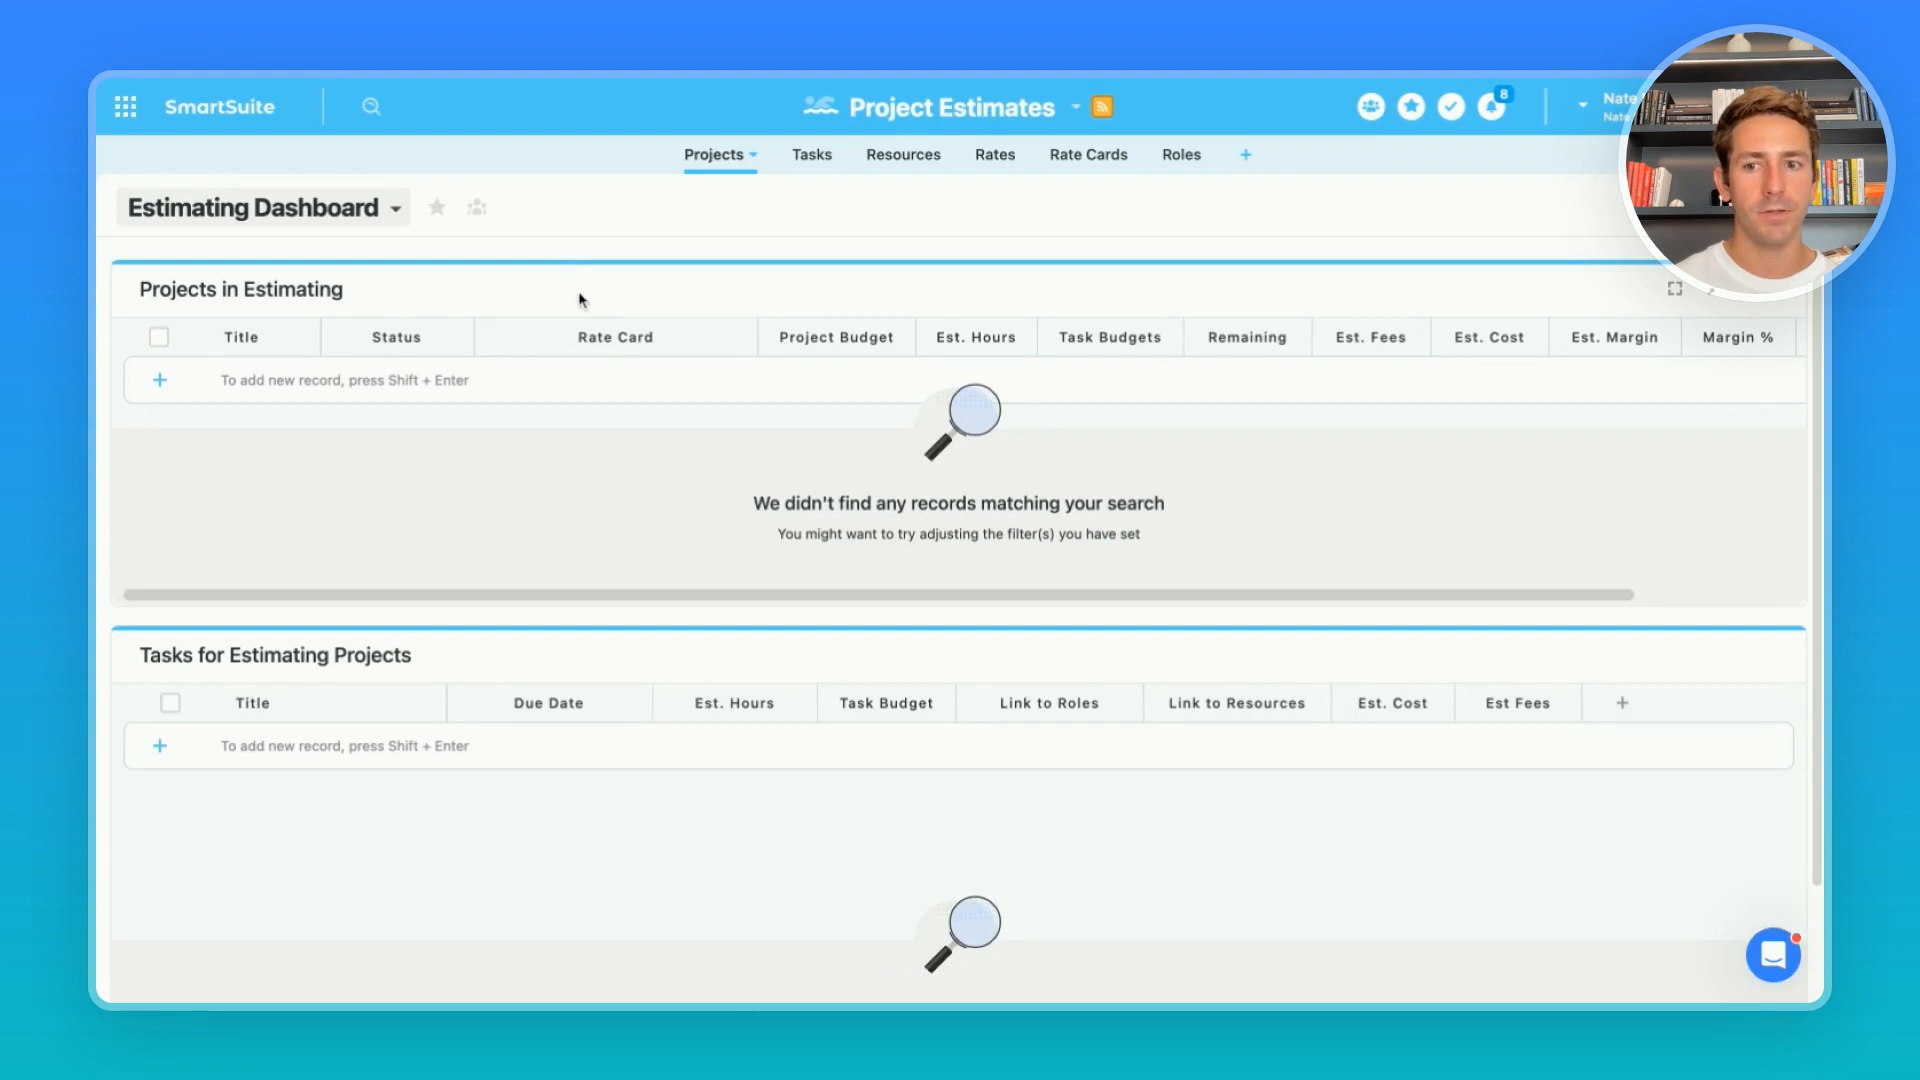 SmartSuite
Project Estimates
8
Nate
Nate
Projects
Tasks
Resources
Rates
Rate Cards
Roles
Estimating Dashboard
Projects in Estimating
Title
Status
Rate Card
Project Budget
Est. Hours
Task Budgets
Remaining
Est. Fees
Est. Cost
Est. Margin
Margin %
To add new record, press Shift + Enter
We didn't find any records matching your search
You might want to try adjusting the filter(s) you have set
Tasks for Estimating Projects
Title
Due Date
Est. Hours
Task Budget
Link to Roles
Link to Resources
Est. Cost
Est Fees
To add new record, press Shift + Enter